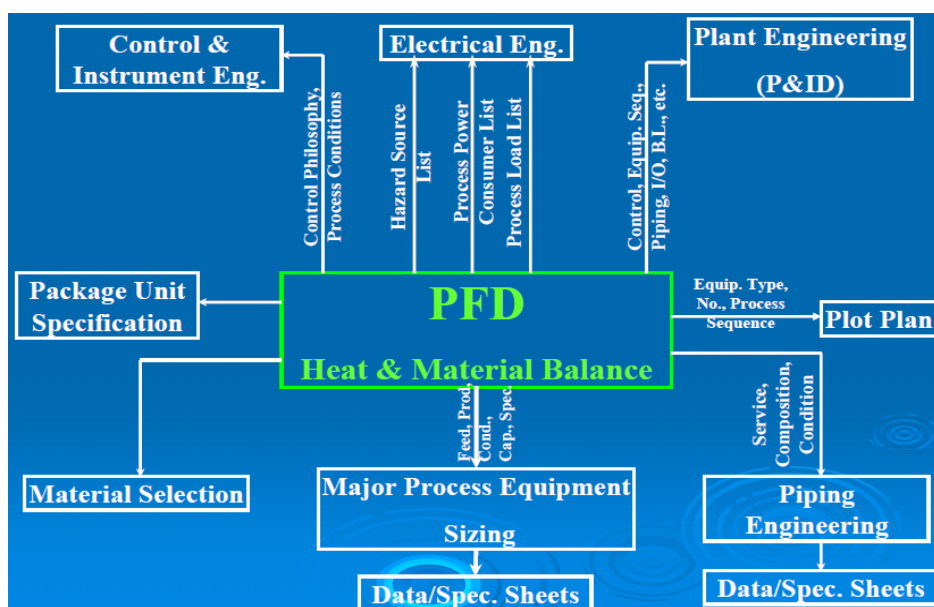 Control &
Instrument Eng.
Electrical Eng.
Plant Engineering
(P&ID)
Control Philosophy,
Process Conditions
Hazard Source
List
Process Power
Consumer List
Process Load List
Control, Equip. Seq.,
Piping, I/O, B.L., etc.
Package Unit
Specification
PFD
Heat & Material Balance
Equip. Type,
No., Process
Sequence
Plot Plan
Material Selection
Feed, Prod,
Cond.,
Cap., Spec.
Service,
Composition,
Condition
Major Process Equipment
Sizing
Piping
Engineering
Data/Spec. Sheets
Data/Spec. Sheets